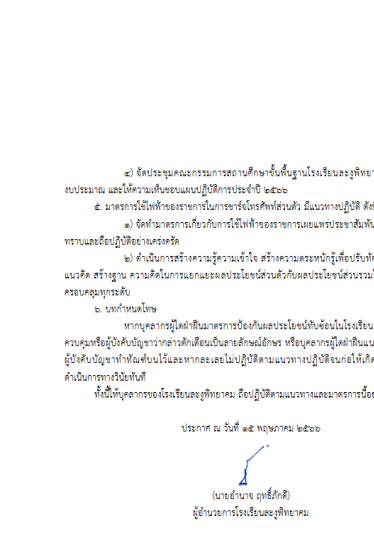 ๔) จัดประชุมคณะกรรมการสถานศึกษาขั้นพื้นฐานโรงเรียนละงูพิทยา
งบประมาณ และให้ความเห็นชอบแผนปฏิบัติการประจำปี ๒๕๖๖
๕. มาตรการใช้ไฟฟ้าของราชการในการชาร์จโทรศัพท์ส่วนตัว มีแนวทางปฏิบัติ ดังนี้
๑) จัดทำมาตรการเกี่ยวกับการใช้ไฟฟ้าของราชการเผยแพร่ประชาสัมพัน
ทราบและถือปฏิบัติอย่างเคร่งครัด
๒) ดำเนินการสร้างความรู้ความเข้าใจ สร้างความตระหนักรู้เพื่อปรับทัศ
แนวคิด สร้างฐาน ความคิดในการแยกแยะผลประโยชน์ส่วนตัวกับผลประโยชน์ส่วนรวม
ครอบคลุมทุกระดับ
๖. บทกำหนดโทษ
หากบุคลากรผู้ใดฝ่าฝืนมาตรการป้องกันผลประโยชน์ทับซ้อนในโรงเรียน
ควบคุมหรือผู้บังคับบัญชาว่ากล่าวตักเตือนเป็นลายลักษณ์อักษร หรือบุคลากรผู้ใดฝ่าฝืนแน
ผู้บังคับบัญชาทำทัณฑ์บนไว้และหากละเลยไม่ปฏิบัติตามแนวทางปฏิบัติจนก่อให้เกิด
ดำเนินการทางวินัยทันที
ทั้งนี้ให้บุคลากรของโรงเรียนละงูพิทยาคม ถือปฏิบัติตามแนวทางและมาตรการนี้อย
ประกาศ ณ วันที่ ๑๕ พฤษภาคม ๒๕๖๖
(นายอำนาจ ฤทธิ์ภักดี)
ผู้อำนวยการโรงเรียนละงูพิทยาคม